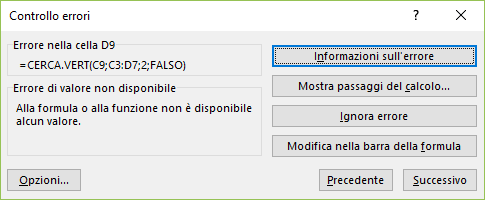 Controllo errori
Errore nella cella D9
=CERCA.VERT(C9;C3:D7;2;FALSO)
Errore di valore non disponibile
Alla formula o alla funzione non è disponibile
alcun valore.
Informazioni sull'errore
Mostra passaggi del calcolo...
Ignora errore
Modifica nella barra della formula
Opzioni...
Precedente
Successivo